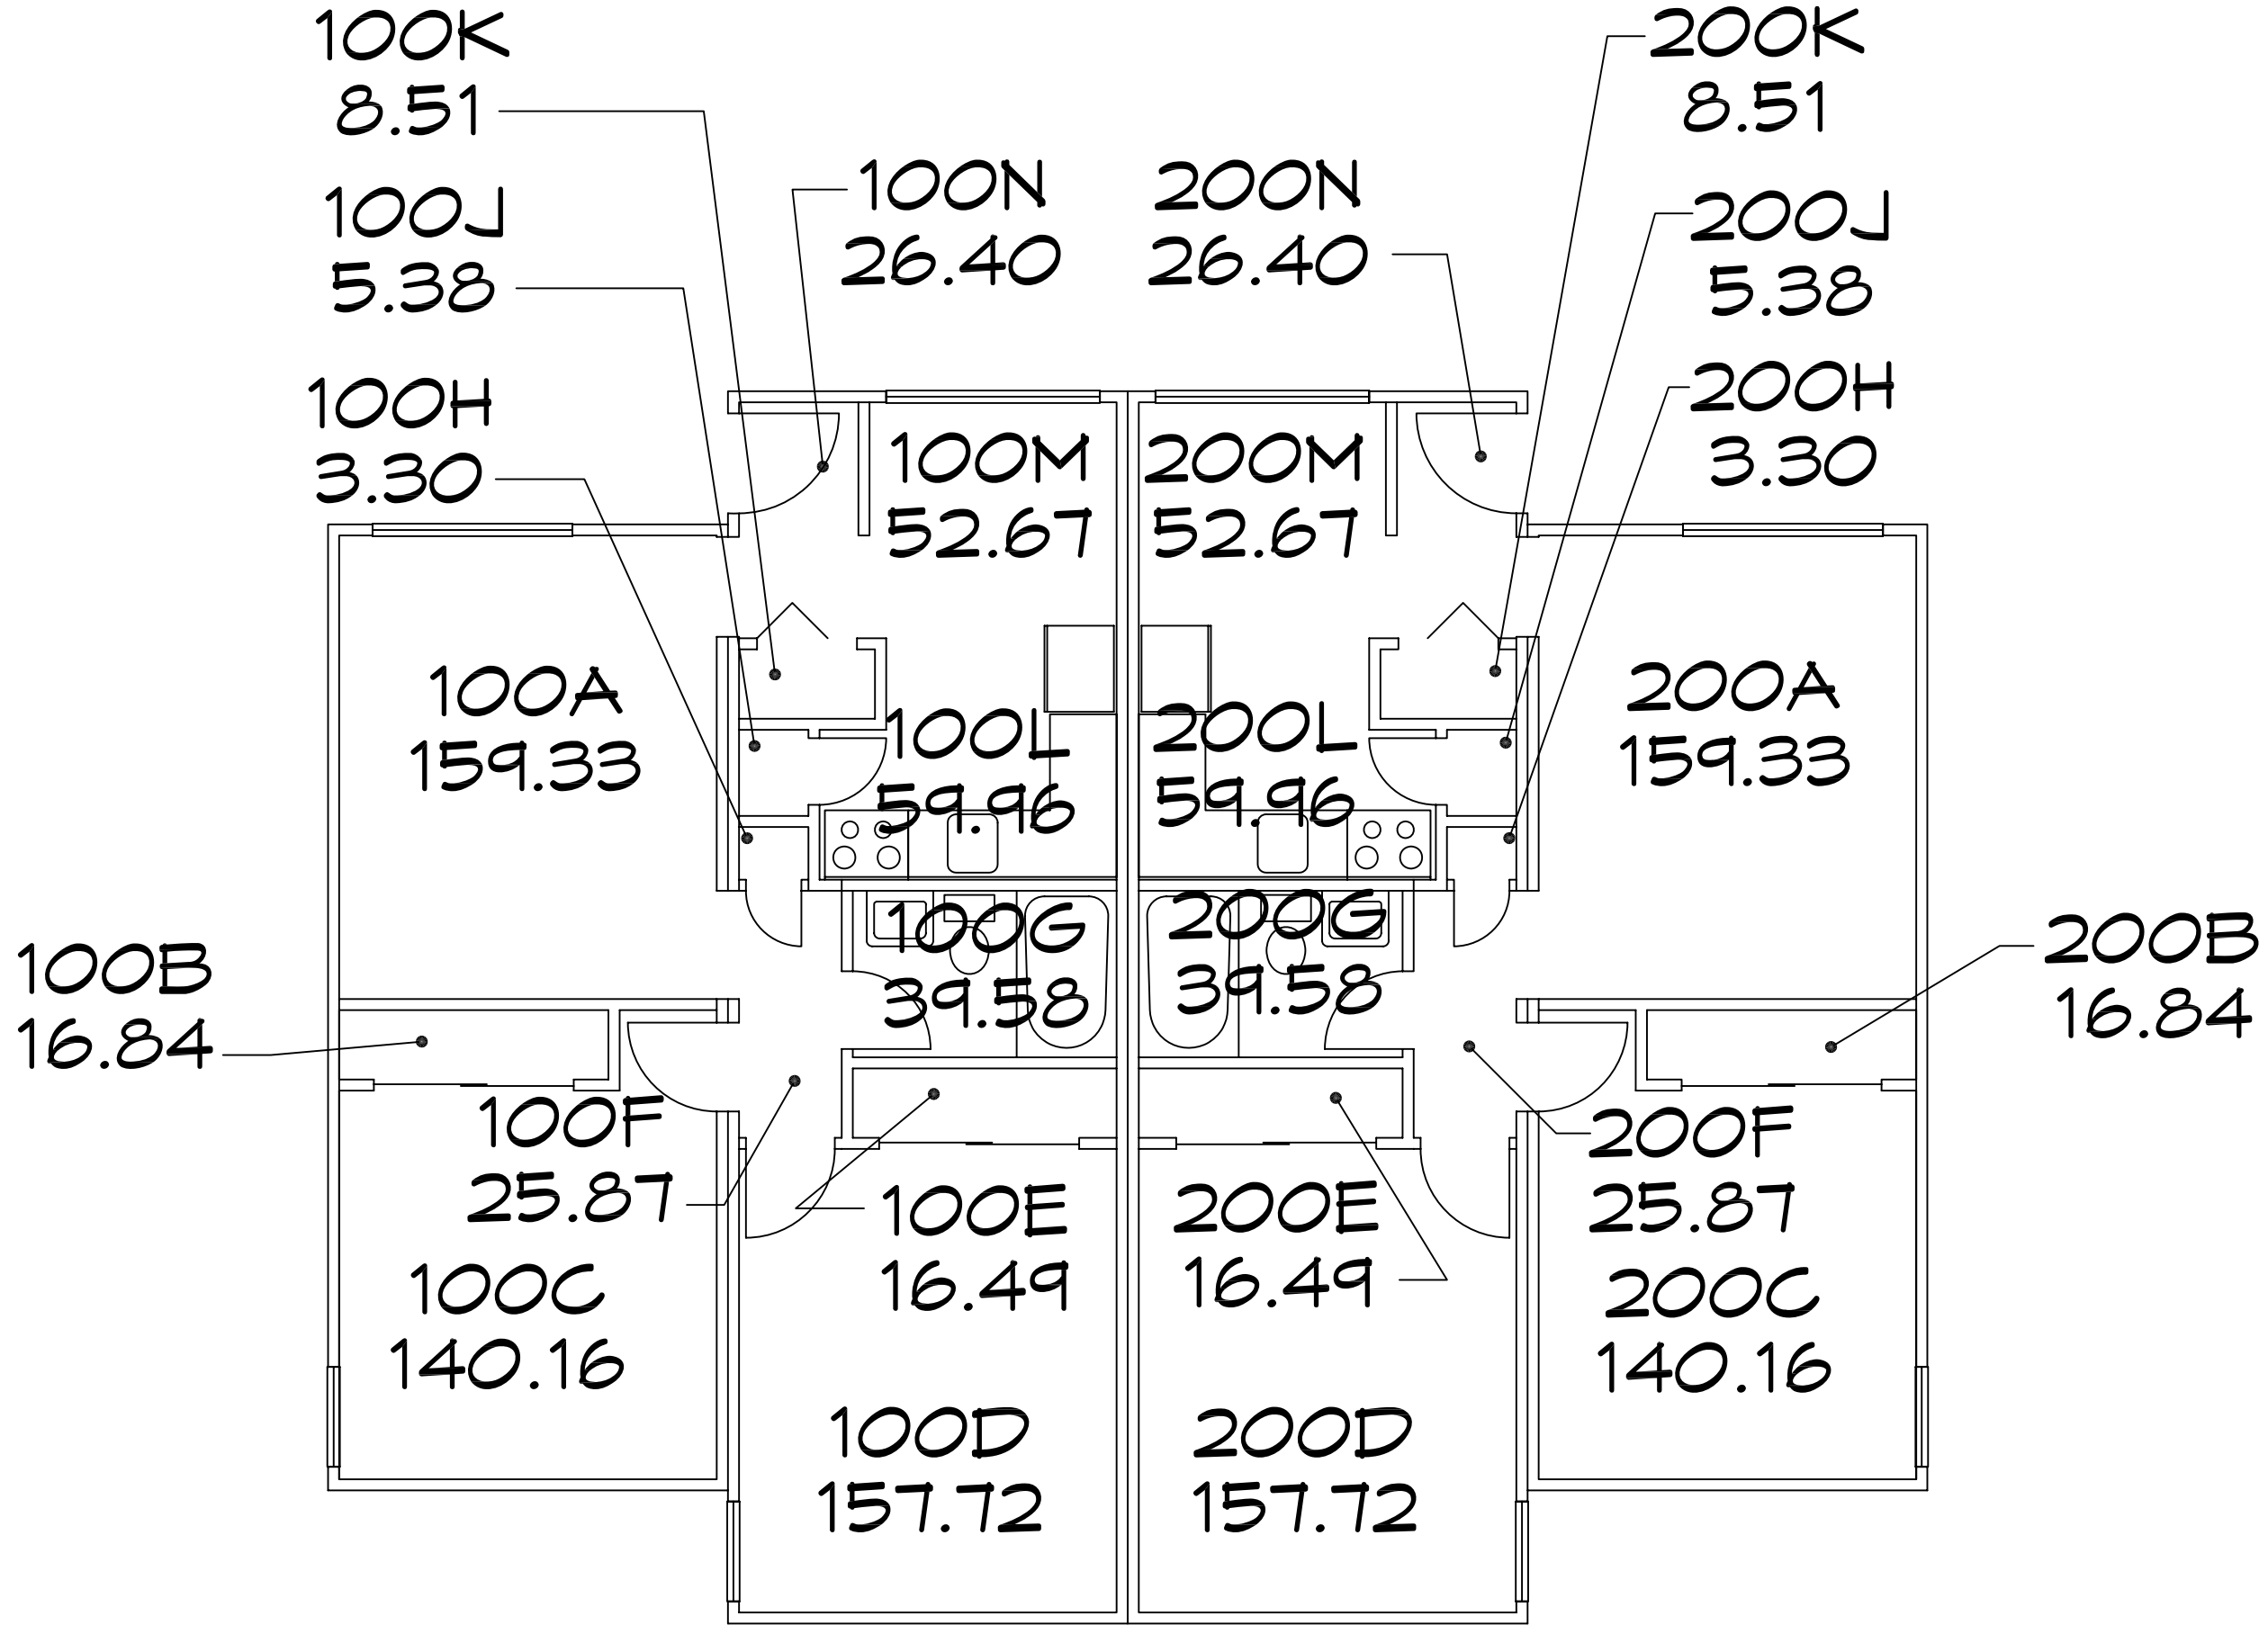 100K
8.51
200K
8.51
100J
5.38
100N
26.40
200N
26.40
200J
5.38
100H
3.30
100M
52.67
200M
52.67
200H
3.30
100A
159.33
100L
59.96
200L
59.96
200A
159.33
100B
16.84
100G
39.58
200G
39.58
200B
16.84
100F
25.87
100E
16.49
200E
16.49
200F
25.87
100C
140.16
200C
140.16
100D
157.72
200D
157.72